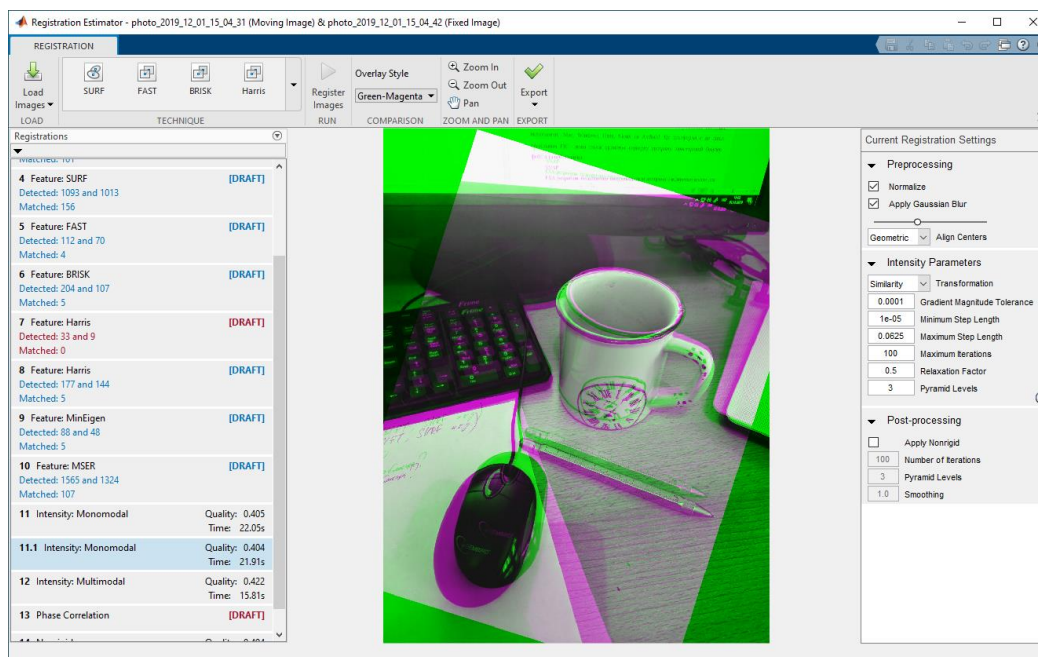 Registration Estimator - photo_2019_12_01_15_04_31 (Moving Image) & photo_2019_12_01_15_04_42 (Fixed Image)
REGISTRATION
Load
Images
SURF
FAST
BRISK
Harris
Register
Images
Overlay Style
Green-Magenta
Zoom In
Zoom Out
Pan
Export
LOAD
TECHNIQUE
RUN
COMPARISON
ZOOM AND PAN
EXPORT
Registrations
Matched: 101
4 Feature: SURF [DRAFT]
Detected: 1093 and 1013
Matched: 156
5 Feature: FAST [DRAFT]
Detected: 112 and 70
Matched: 4
6 Feature: BRISK [DRAFT]
Detected: 204 and 107
Matched: 5
7 Feature: Harris [DRAFT]
Detected: 33 and 9
Matched: 0
8 Feature: Harris [DRAFT]
Detected: 177 and 144
Matched: 5
9 Feature: MinEigen [DRAFT]
Detected: 88 and 48
Matched: 5
10 Feature: MSER [DRAFT]
Detected: 1565 and 1324
Matched: 107
11 Intensity: Monomodal Quality: 0.405
Time: 22.05s
11.1 Intensity: Monomodal Quality: 0.404
Time: 21.91s
12 Intensity: Multimodal Quality: 0.422
Time: 15.81s
13 Phase Correlation [DRAFT]
Current Registration Settings
Preprocessing
Normalize
Apply Gaussian Blur
Geometric Align Centers
Intensity Parameters
Similarity Transformation
0.0001 Gradient Magnitude Tolerance
1e-05 Minimum Step Length
0.0625 Maximum Step Length
100 Maximum Iterations
0.5 Relaxation Factor
3 Pyramid Levels
Post-processing
Apply Nonrigid
100 Number of Iterations
3 Pyramid Levels
1.0 Smoothing